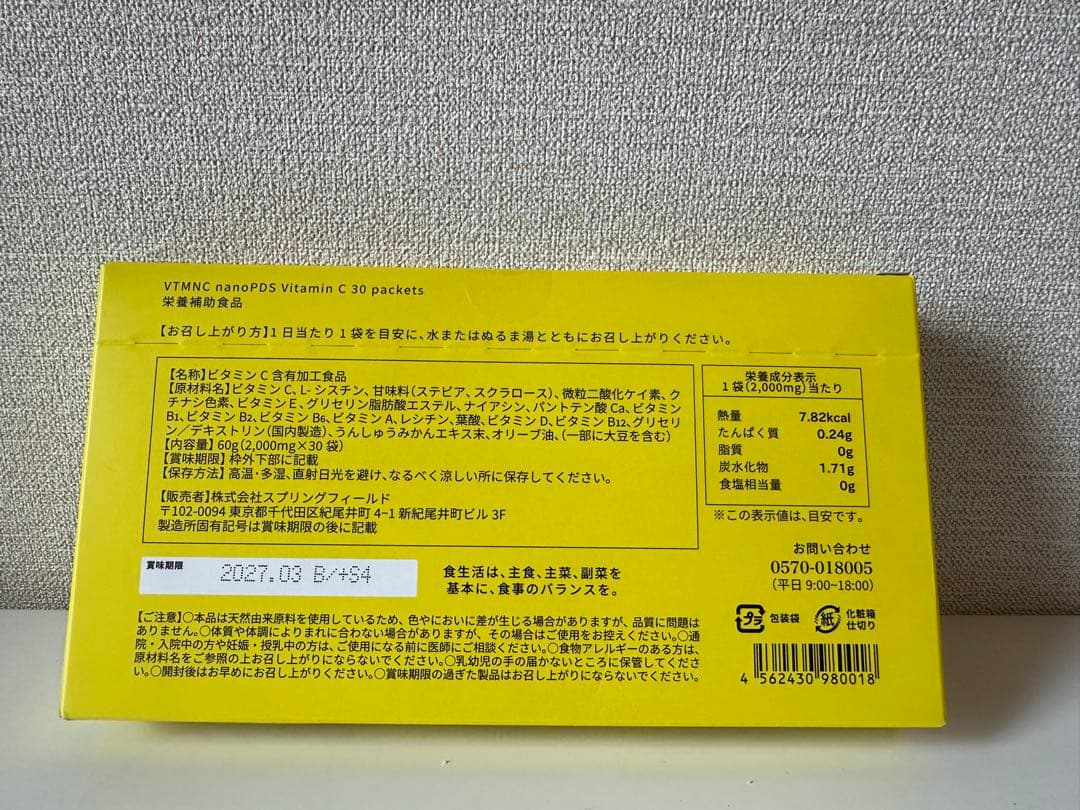 VTMNC nanoPDS Vitamin C 30 packets
栄養補助食品
【お召し上がり方】1日当たり1袋を目安に、水またはぬるま湯とともにお召し上がりください。
【名称】ビタミンC含有加工食品
【原材料名】ビタミンC、L-シスチン、甘味料（ステビア、スクラロース）、微粒二酸化ケイ素、ク
チナシ色素、ビタミンE、グリセリン脂肪酸エステル、ナイアシン、パントテン酸Ca、ビタミン
B1、ビタミンB2、ビタミンB6、ビタミンA、レシチン、葉酸、ビタミンD、ビタミンB12、グリセリ
ン／デキストリン（国内製造）、うんしゅうみかんエキス末、オリーブ油、（一部に大豆を含む）
【内容量】60g（2,000mg×30袋）
【賞味期限】枠外下部に記載
【保存方法】高温・多湿、直射日光を避け、なるべく涼しい所に保存してください。
【販売者】株式会社スプリングフィールド
〒102-0094 東京都千代田区紀尾井町4−1 新紀尾井町ビル3F
製造所固有記号は賞味期限の後に記載
栄養成分表示
1袋（2,000mg）当たり
熱量 7.82kcal
たんぱく質 0.24g
脂質 0g
炭水化物 1.71g
食塩相当量 0g
※この表示値は、目安です。
賞味期限 2027.03 B/+S4
食生活は、主食、主菜、副菜を
基本に、食事のバランスを。
お問い合わせ
0570-018005
（平日 9:00~18:00）
プラ 包装袋 紙 化粧箱
仕切り
【ご注意】○本品は天然由来原料を使用しているため、色やにおいに差が生じる場合がありますが、品質に問題は
ありません。○体質や体調によりまれに合わない場合がありますが、その場合はご使用をお控えください。○通
院・入院中の方や妊娠・授乳中の方は、ご使用になる前に医師にご相談ください。○食物アレルギーのある方は、
原材料名をご参照の上お召し上がりにならないでください。○乳幼児の手の届かないところに保管してくださ
い。○開封後はお早めにお召し上がりください。○賞味期限の過ぎた製品はお召し上がりにならないでください。
4 562430 980018